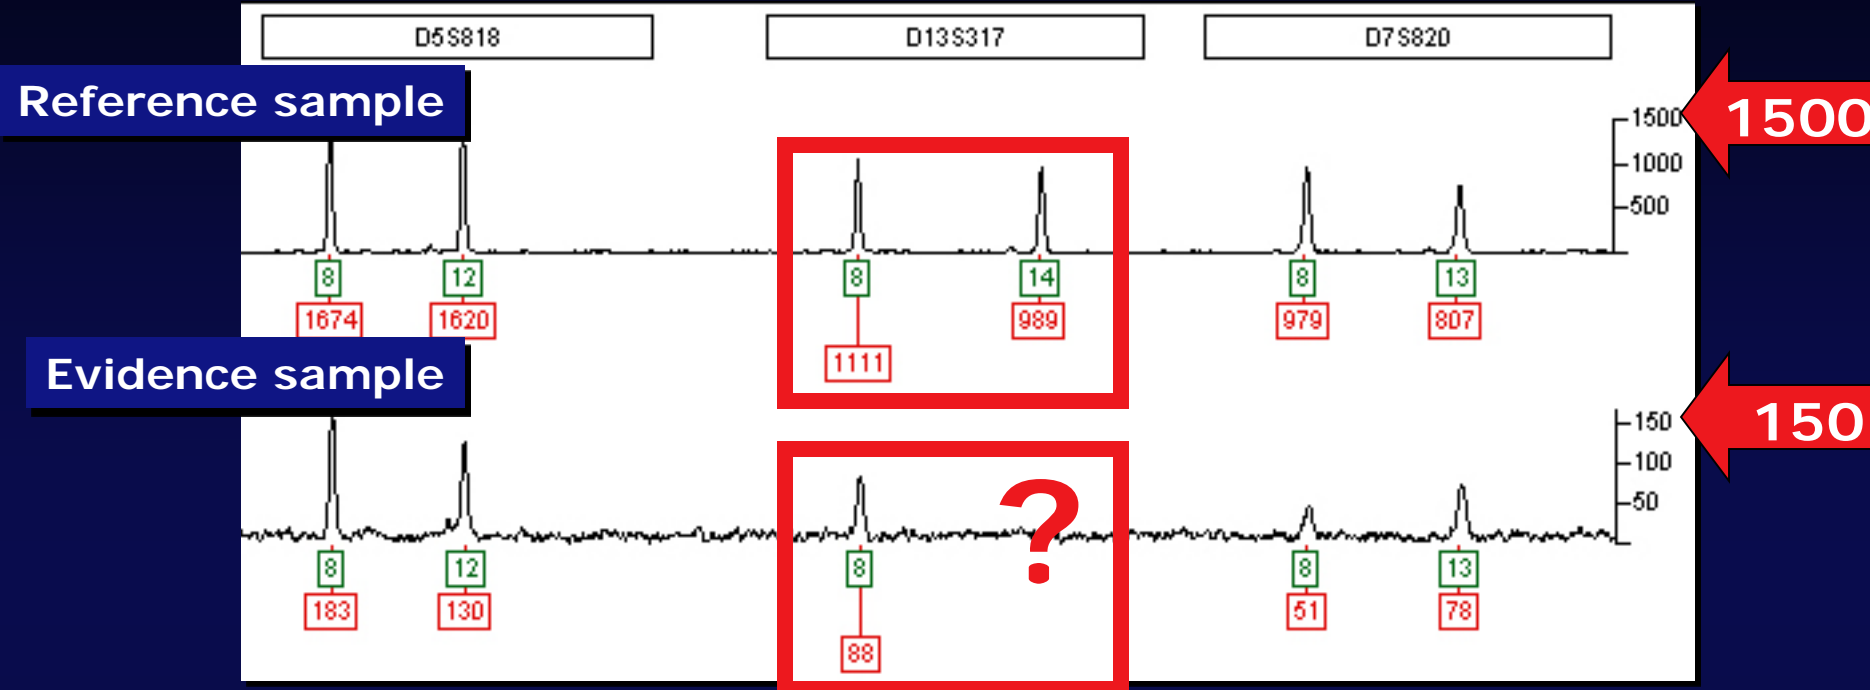 D5S818 D13S317 D7S820
Reference sample
1500 1500
1000
500
8 12 8 14 8 13
1674 1620 989 979 807
1111
Evidence sample
150 150
100
50
?
8 12 8 8 13
183 130 51 78
88